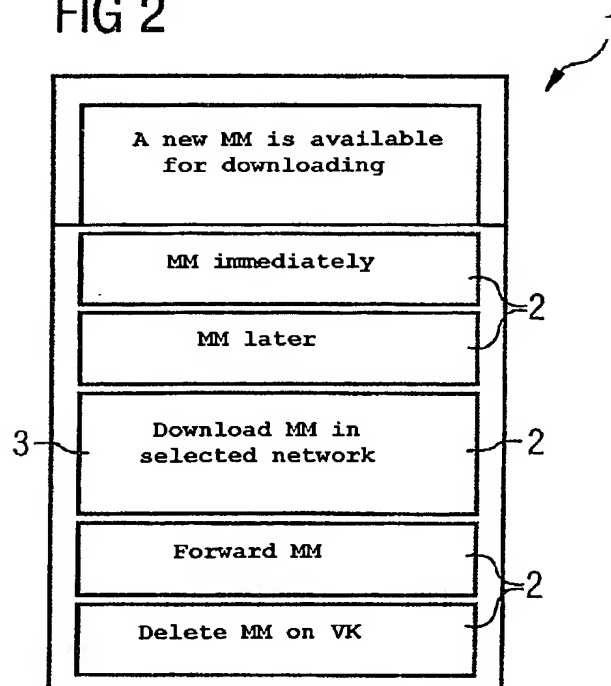 FIG 2
A new MM is available
for downloading
MM immediately
2
MM later
3
Download MM in
selected network
2
Forward MM
2
Delete MM on VK